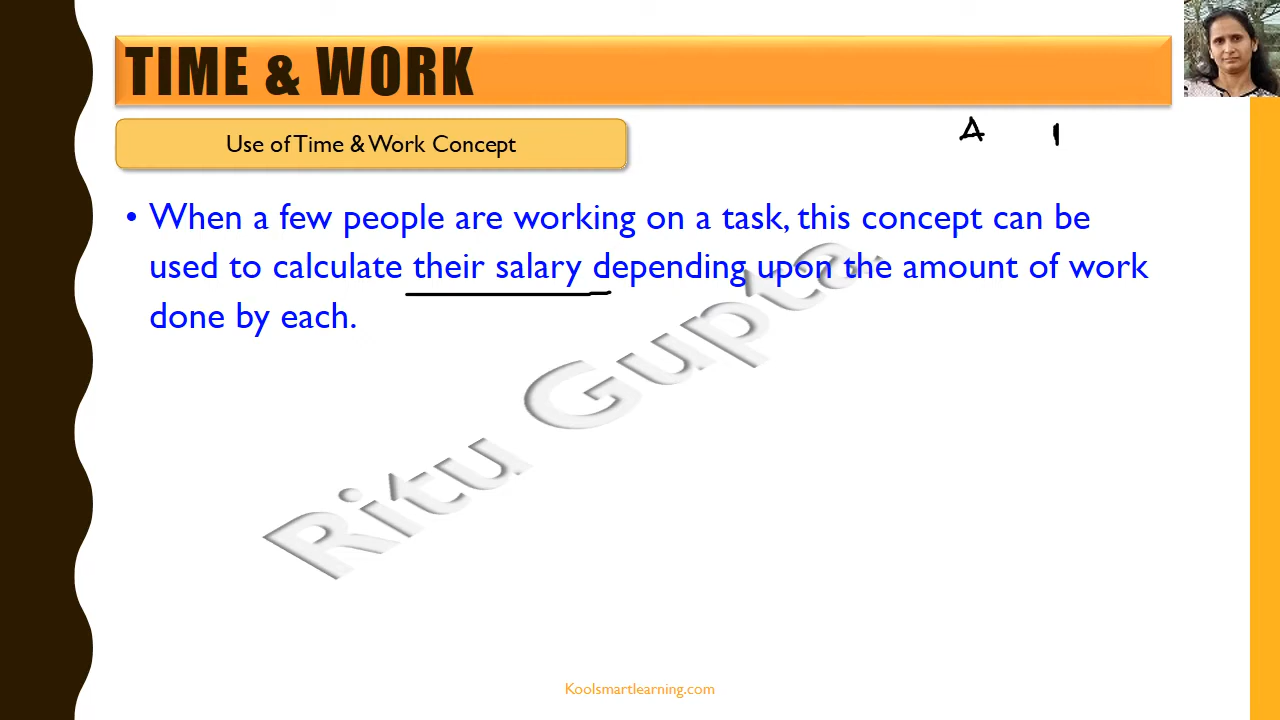 TIME & WORK
Use of Time & Work Concept
A
• When a few people are working on a task, this concept can be
used to calculate their salary depending upon the amount of work
done by each.
Ritu Gupta
Koolsmartlearning.com